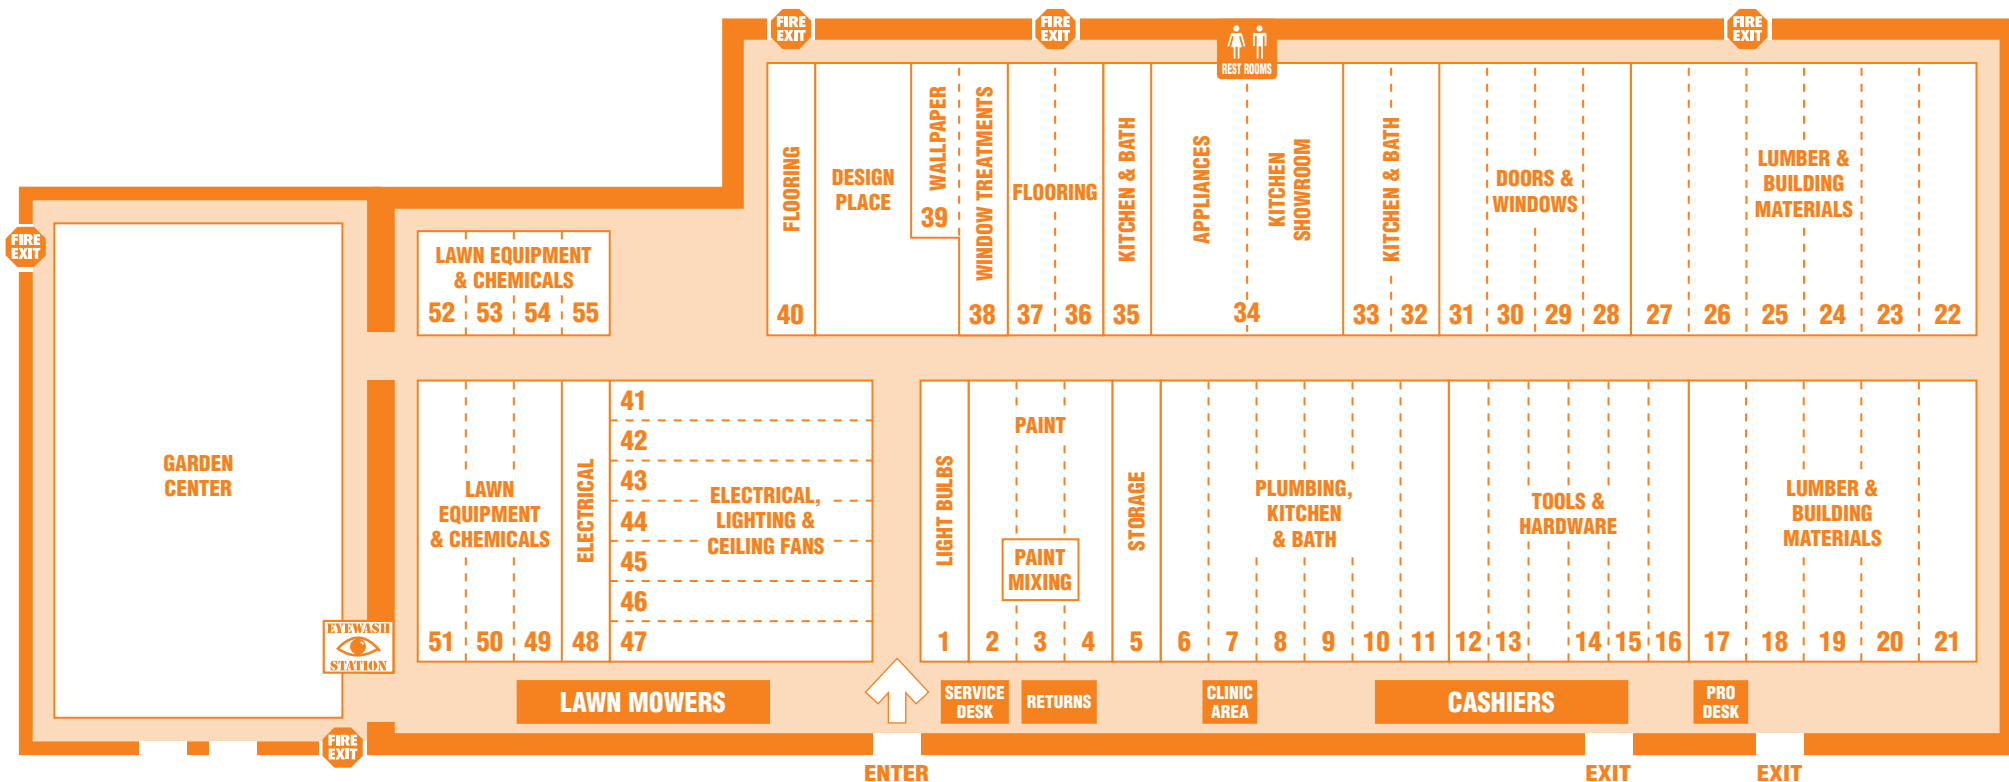 FIRE
EXIT
FIRE
EXIT
FIRE
EXIT
REST ROOMS
FLOORING
40
DESIGN
PLACE
WALLPAPER
39
WINDOW TREATMENTS
38
FLOORING
37
36
KITCHEN & BATH
35
APPLIANCES
KITCHEN
SHOWROOM
34
KITCHEN & BATH
33
32
DOORS &
WINDOWS
31
30
29
28
LUMBER &
BUILDING
MATERIALS
27
26
25
24
23
22
FIRE
EXIT
LAWN EQUIPMENT
& CHEMICALS
52
53
54
55
GARDEN
CENTER
LAWN
EQUIPMENT
& CHEMICALS
51
50
49
ELECTRICAL
48
41
42
43
44
45
46
47
ELECTRICAL,
LIGHTING &
CEILING FANS
LIGHT BULBS
1
PAINT
PAINT
MIXING
2
3
4
STORAGE
5
PLUMBING,
KITCHEN
& BATH
6
7
8
9
10
11
TOOLS &
HARDWARE
12
13
14
15
16
LUMBER &
BUILDING
MATERIALS
17
18
19
20
21
EYEWASH
STATION
LAWN MOWERS
SERVICE
DESK
RETURNS
CLINIC
AREA
CASHIERS
PRO
DESK
FIRE
EXIT
ENTER
EXIT
EXIT